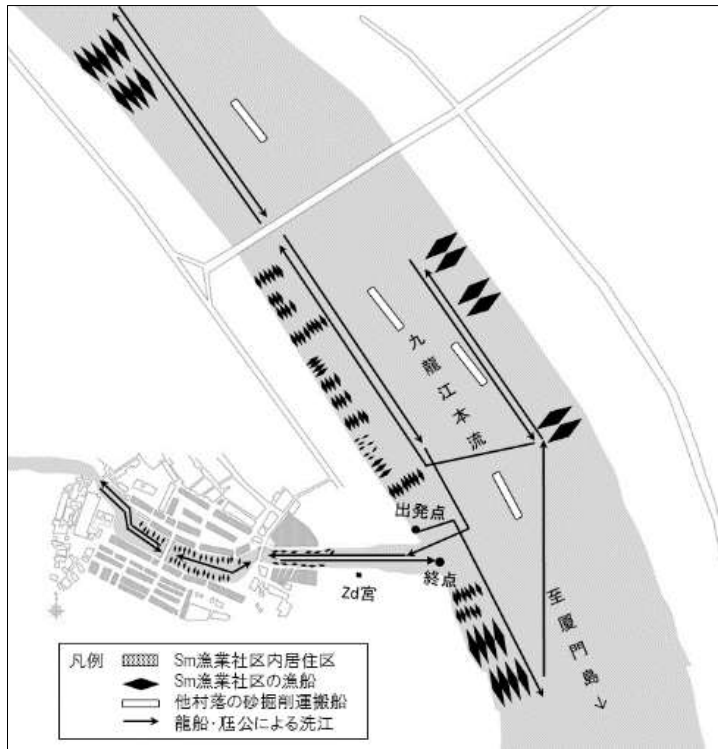 九龍江本流
出発点
終点
Zd宮
至厦門島
凡例
Sm漁業社区内居住区
Sm漁業社区の漁船
他村落の砂掘削運搬船
龍船・尪公による洗江